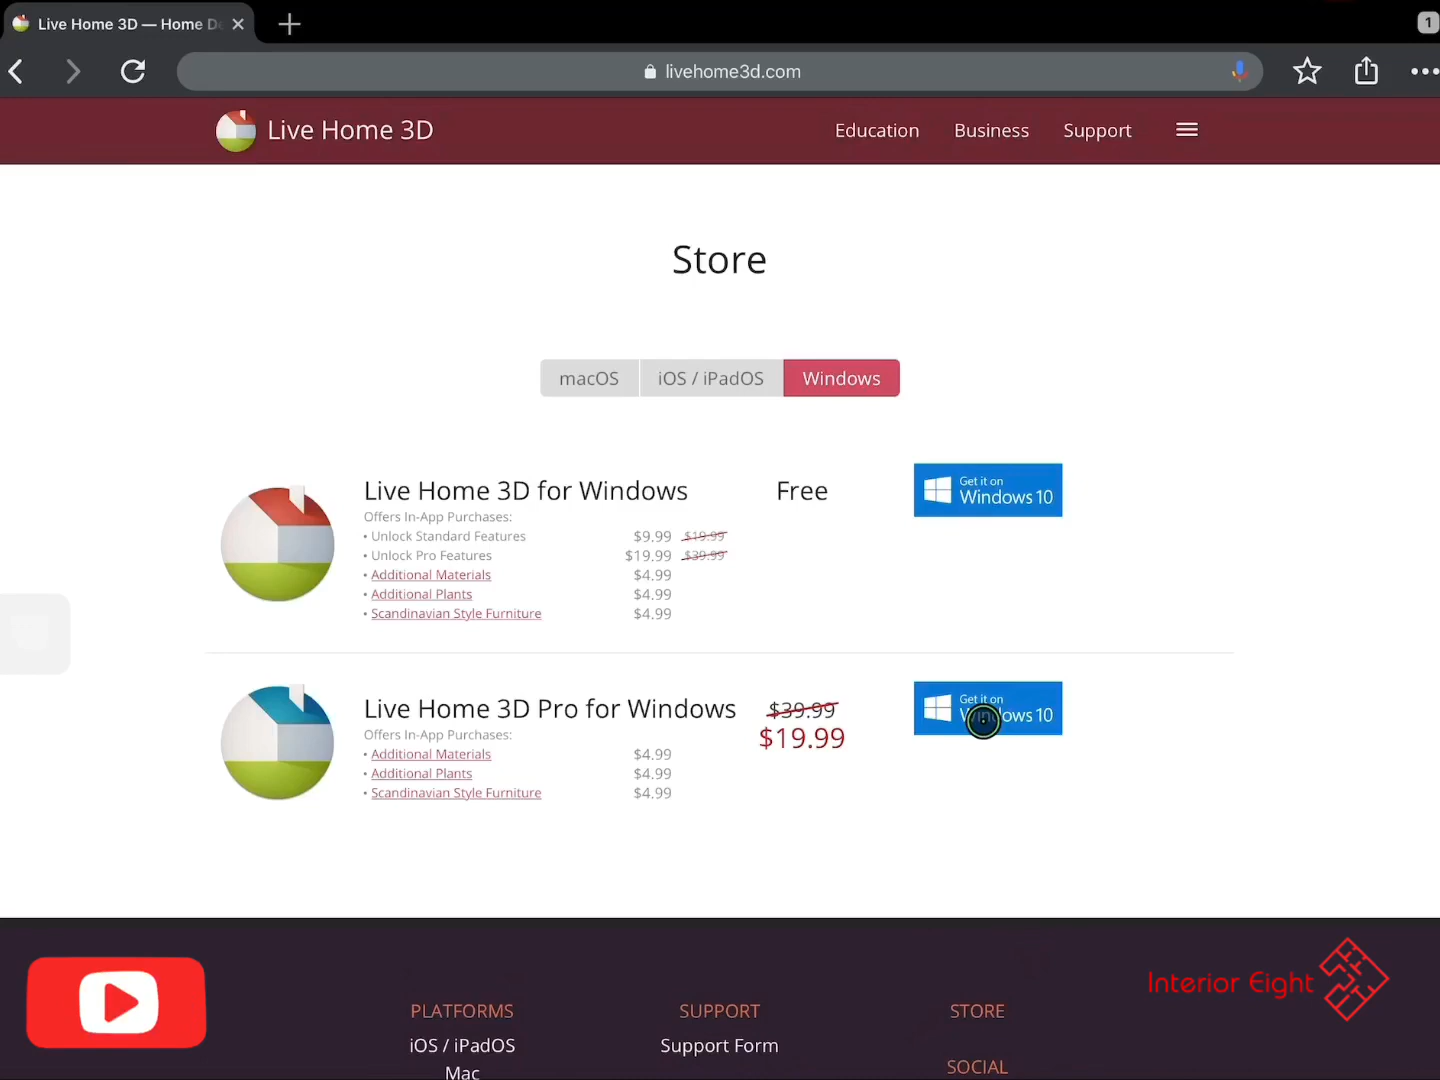 Live Home 3D — Home De
1
livehome3d.com
Live Home 3D
Education
Business
Support
Store
macOS
iOS / iPadOS
Windows
Live Home 3D for Windows
Free
Get it on
Windows 10
Offers In-App Purchases:
• Unlock Standard Features $9.99 $19.99
• Unlock Pro Features $19.99 $39.99
• Additional Materials $4.99
• Additional Plants $4.99
• Scandinavian Style Furniture $4.99
Live Home 3D Pro for Windows
$39.99
$19.99
Get it on
Windows 10
Offers In-App Purchases:
• Additional Materials $4.99
• Additional Plants $4.99
• Scandinavian Style Furniture $4.99
Interior Eight
PLATFORMS
SUPPORT
STORE
iOS / iPadOS
Support Form
SOCIAL
Mac